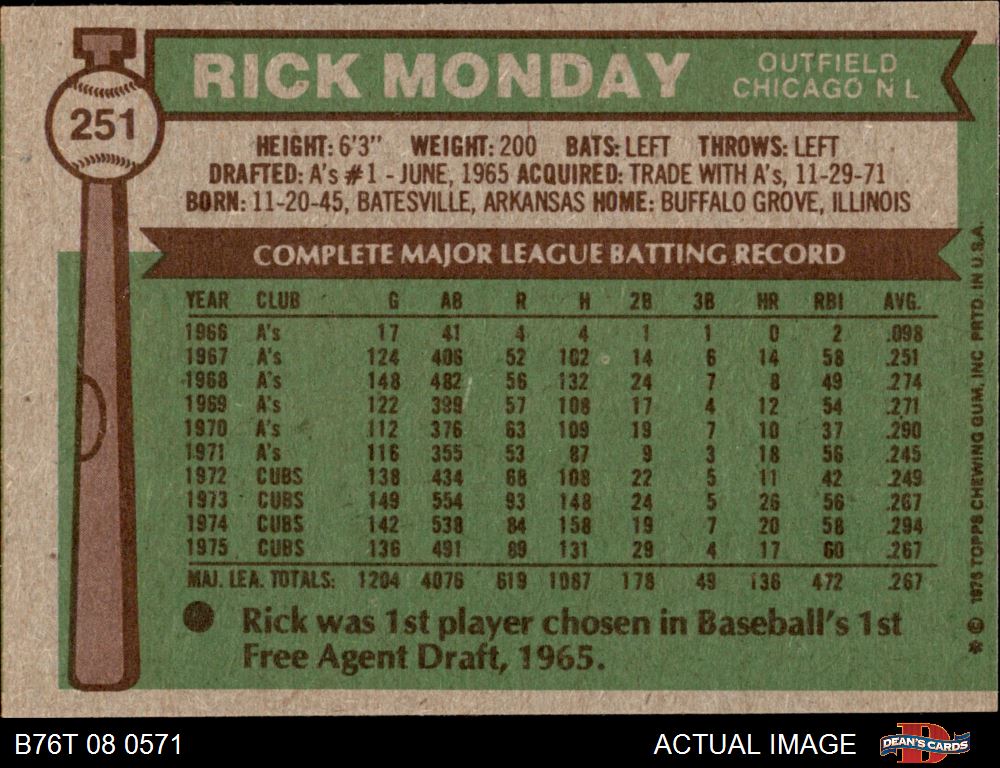 RICK MONDAY
OUTFIELD
CHICAGO N L
251
HEIGHT: 6'3" WEIGHT: 200 BATS: LEFT THROWS: LEFT
DRAFTED: A's #1 - JUNE, 1965 ACQUIRED: TRADE WITH A's, 11-29-71
BORN: 11-20-45, BATESVILLE, ARKANSAS HOME: BUFFALO GROVE, ILLINOIS
COMPLETE MAJOR LEAGUE BATTING RECORD
YEAR CLUB G AB R H 2B 3B HR RBI AVG.
1966 A's 17 41 4 4 1 1 0 2 .098
1967 A's 124 406 52 102 14 6 14 58 .251
1968 A's 148 482 56 132 24 7 8 49 .274
1969 A's 122 399 57 108 17 4 12 54 .271
1970 A's 112 376 63 109 19 7 10 37 .290
1971 A's 116 355 53 87 9 3 18 56 .245
1972 CUBS 138 434 68 108 22 5 11 42 .249
1973 CUBS 149 554 93 148 24 5 26 56 .267
1974 CUBS 142 538 84 158 19 7 20 58 .294
1975 CUBS 136 491 89 131 29 4 17 60 .267
MAJ. LEA. TOTALS: 1204 4076 619 1087 178 49 136 472 .267
Rick was 1st player chosen in Baseball's 1st
Free Agent Draft, 1965.
* © 1976 TOPPS CHEWING GUM, INC PRTD. IN U.S.A.
B76T 08 0571
ACTUAL IMAGE
DEAN'S CARDS